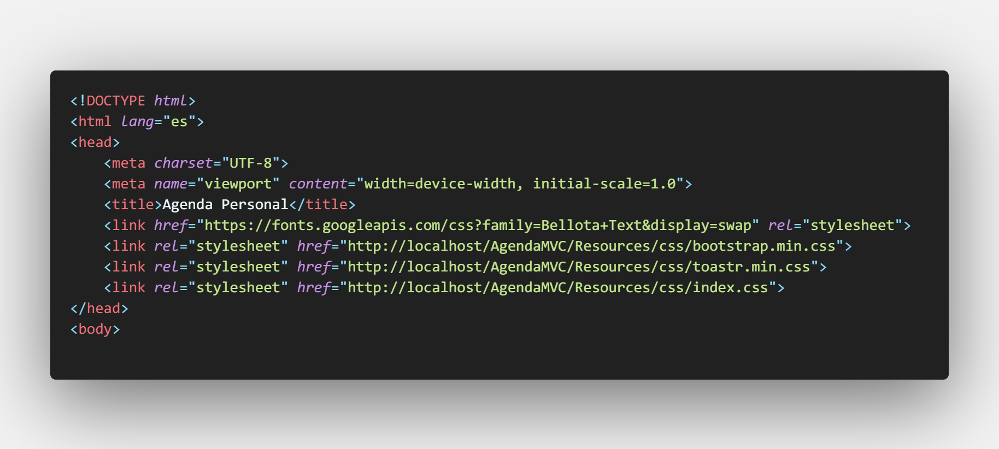 <!DOCTYPE html>
<html lang="es">
<head>
    <meta charset="UTF-8">
    <meta name="viewport" content="width=device-width, initial-scale=1.0">
    <title>Agenda Personal</title>
    <link href="https://fonts.googleapis.com/css?family=Bellota+Text&display=swap" rel="stylesheet">
    <link rel="stylesheet" href="http://localhost/AgendaMVC/Resources/css/bootstrap.min.css">
    <link rel="stylesheet" href="http://localhost/AgendaMVC/Resources/css/toastr.min.css">
    <link rel="stylesheet" href="http://localhost/AgendaMVC/Resources/css/index.css">
</head>
<body>